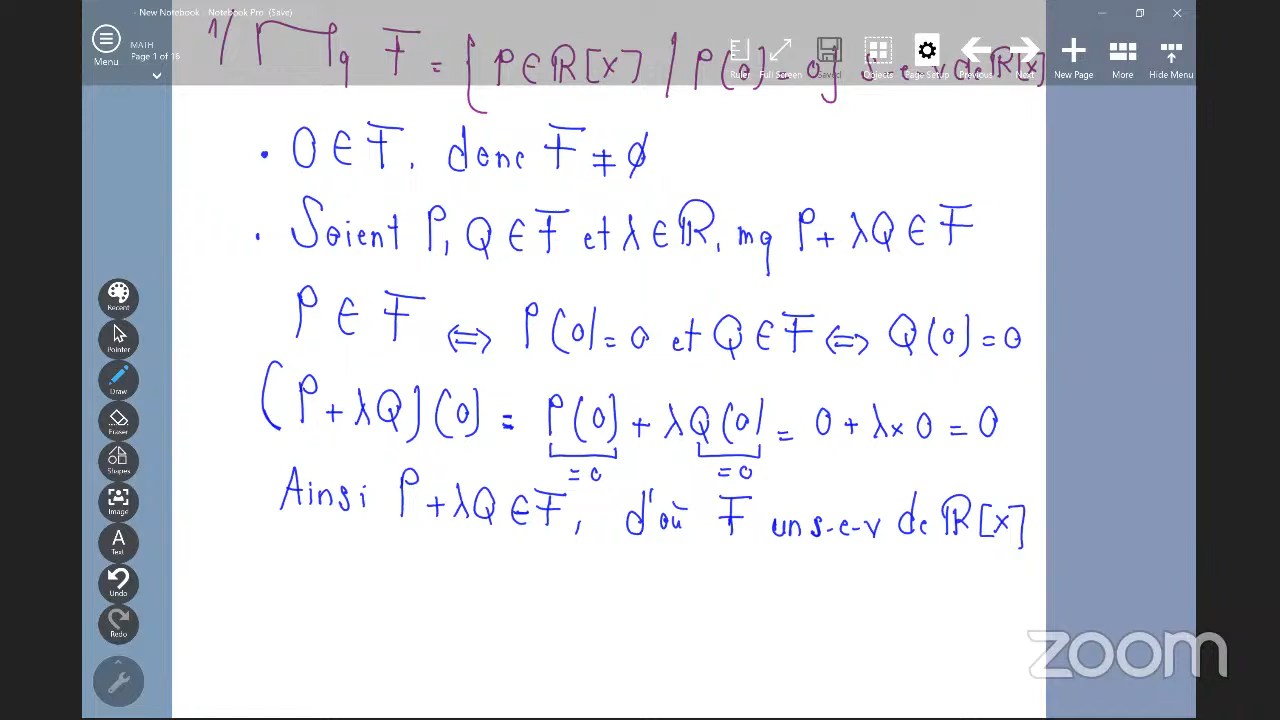 - New Notebook - Notebook Pro (Save)
Menu
MATH
Page 1 of 16
Ruler Full Screen Saved Objects Page Setup Previous Next New Page More Hide Menu
1/ Mq F = {P∈ℝ[x] / P(0) = 0} s-e-v de ℝ[x]
• 0 ∈ F, donc F ≠ ∅
• Soient P, Q ∈ F et λ ∈ ℝ, mq P + λQ ∈ F
P ∈ F ⟺ P(0) = 0 et Q ∈ F ⟺ Q(0) = 0
(P + λQ)(0) = P(0) + λQ(0) = 0 + λ × 0 = 0
= 0 = 0
Ainsi P + λQ ∈ F, d'où F un s-e-v de ℝ[x]
Recent
Pointer
Draw
Eraser
Shapes
Image
A
Text
Undo
Redo
zoom